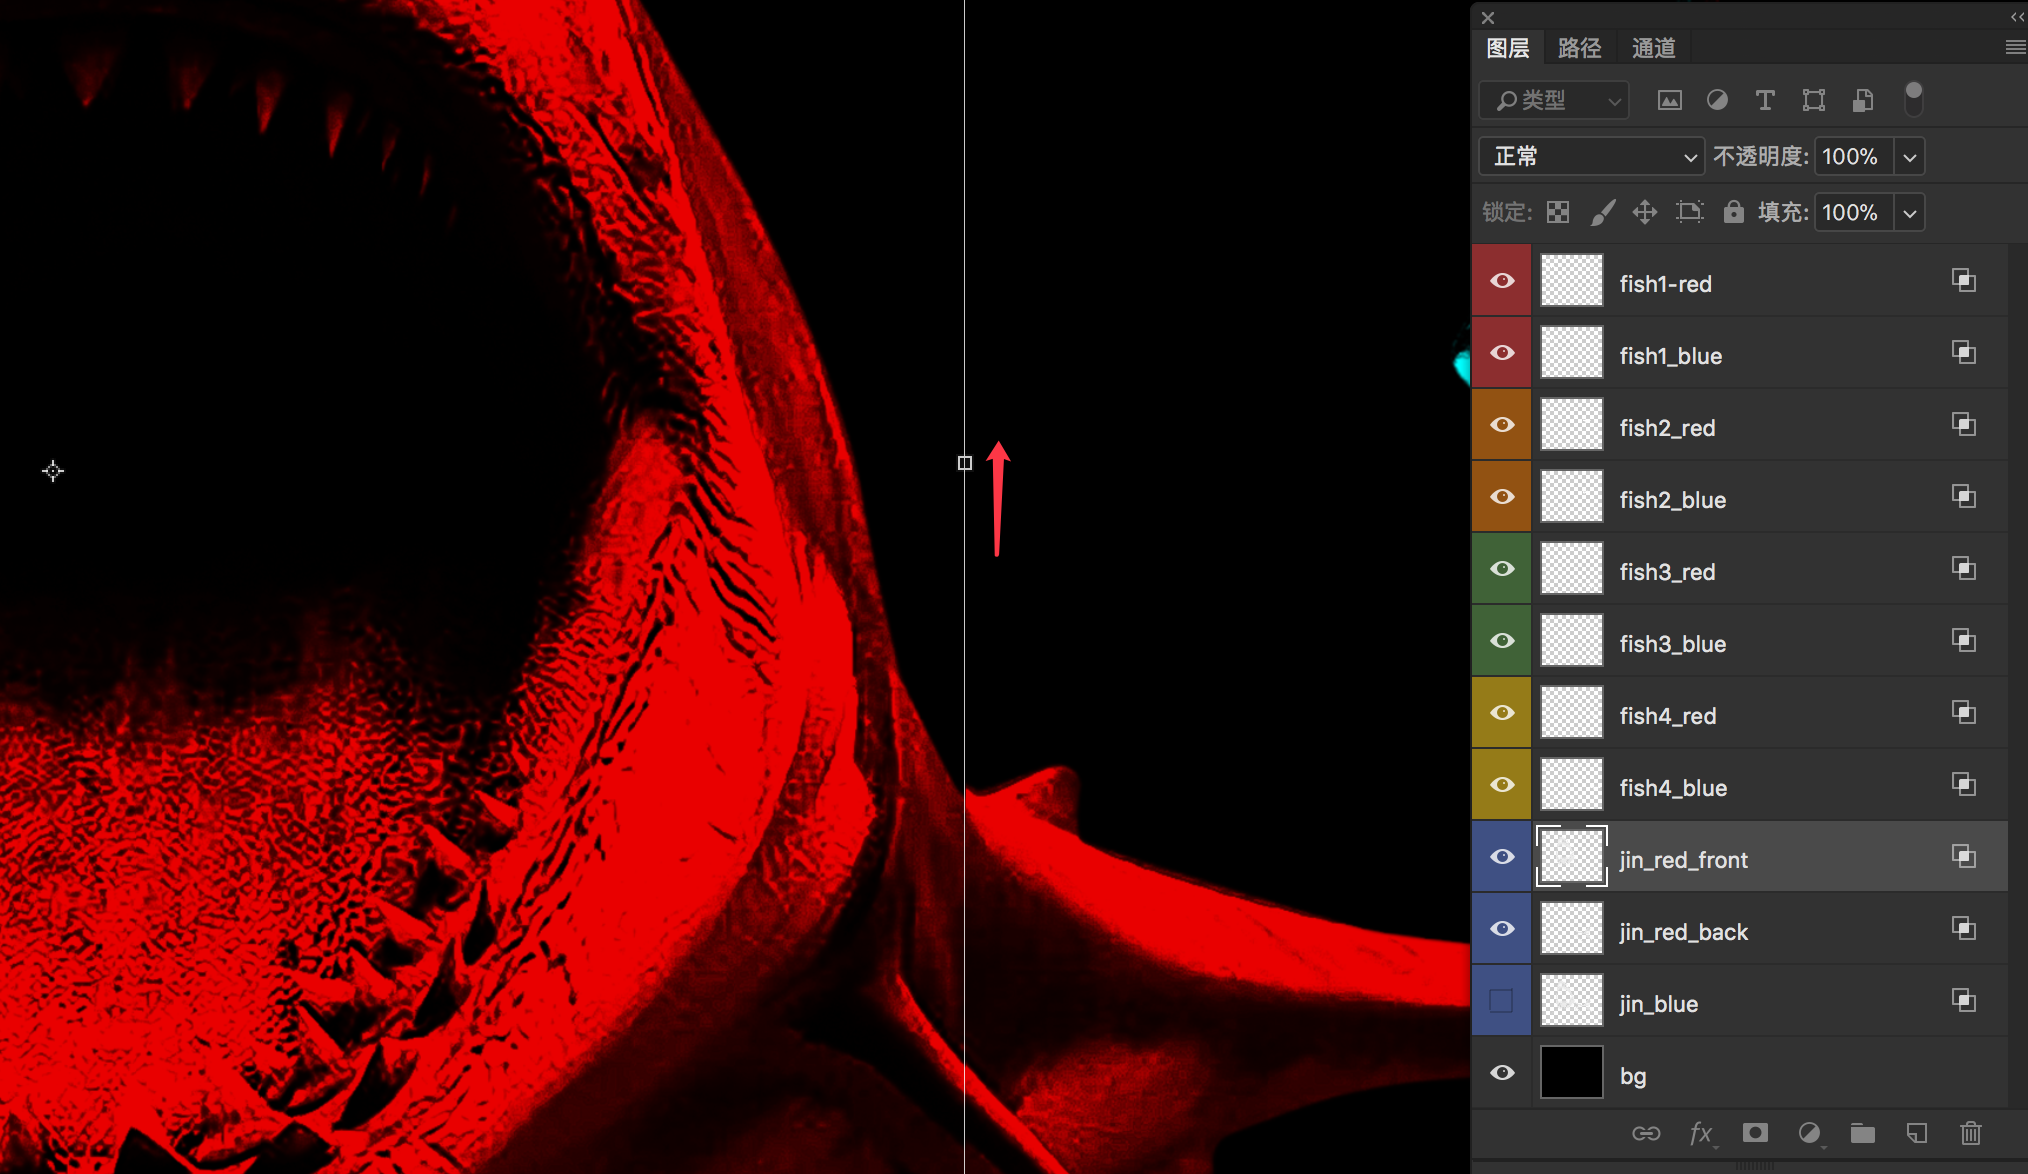 图层 路径 通道
类型
正常 不透明度: 100%
锁定: 填充: 100%
fish1-red
fish1_blue
fish2_red
fish2_blue
fish3_red
fish3_blue
fish4_red
fish4_blue
jin_red_front
jin_red_back
jin_blue
bg
fx